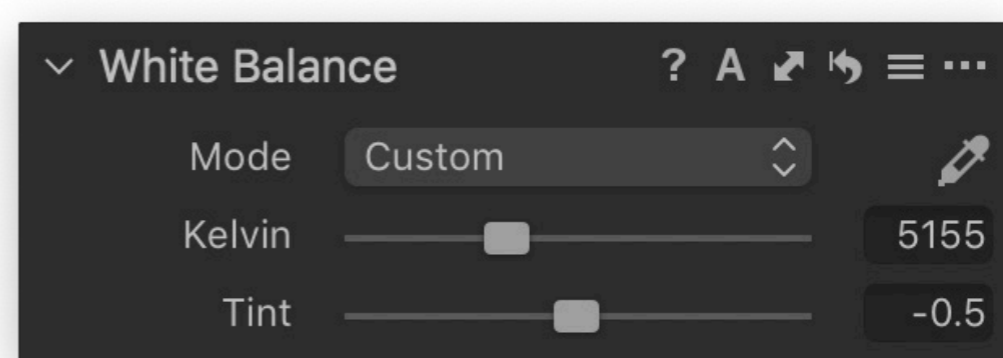 White Balance ? A ...
Mode Custom
Kelvin 5155
Tint -0.5